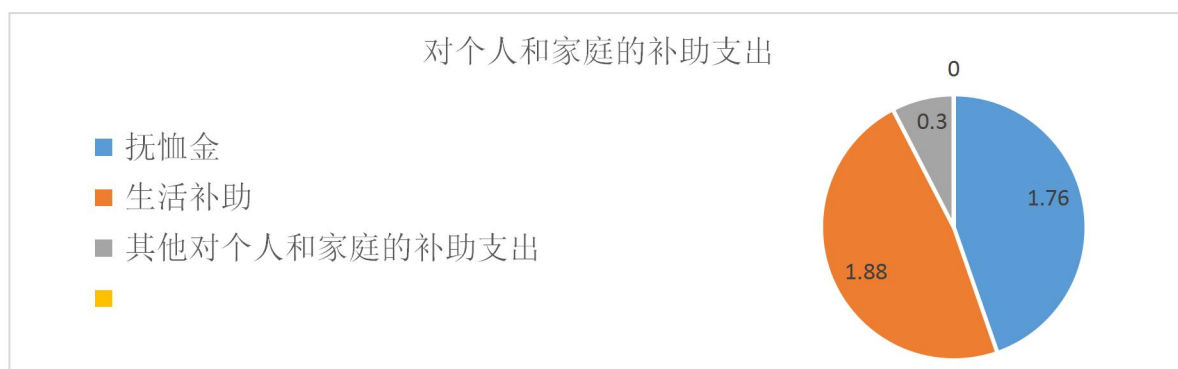 对个人和家庭的补助支出
0
0.3
抚恤金
1.76
生活补助
其他对个人和家庭的补助支出
1.88